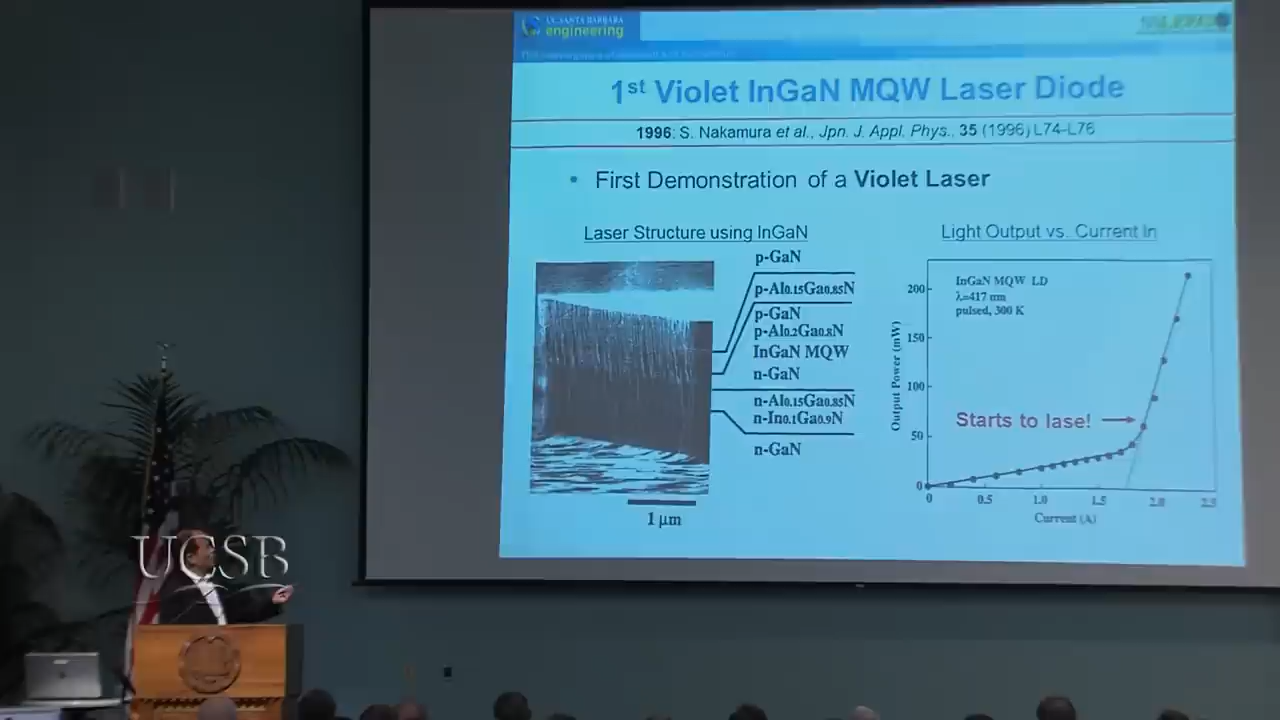 UC SANTA BARBARA
engineering
1st Violet InGaN MQW Laser Diode
1996: S. Nakamura et al., Jpn. J. Appl. Phys., 35 (1996) L74-L76
• First Demonstration of a Violet Laser
Laser Structure using InGaN
p-GaN
p-Al0.15Ga0.85N
p-GaN
p-Al0.2Ga0.8N
InGaN MQW
n-GaN
n-Al0.15Ga0.85N
n-In0.1Ga0.9N
n-GaN
1 μm
Light Output vs. Current In
InGaN MQW LD
λ=417 nm
pulsed, 300 K
Output Power (mW)
200
150
100
50
0
Starts to lase!
0 0.5 1.0 1.5 2.0 2.5
Current (A)
UCSB